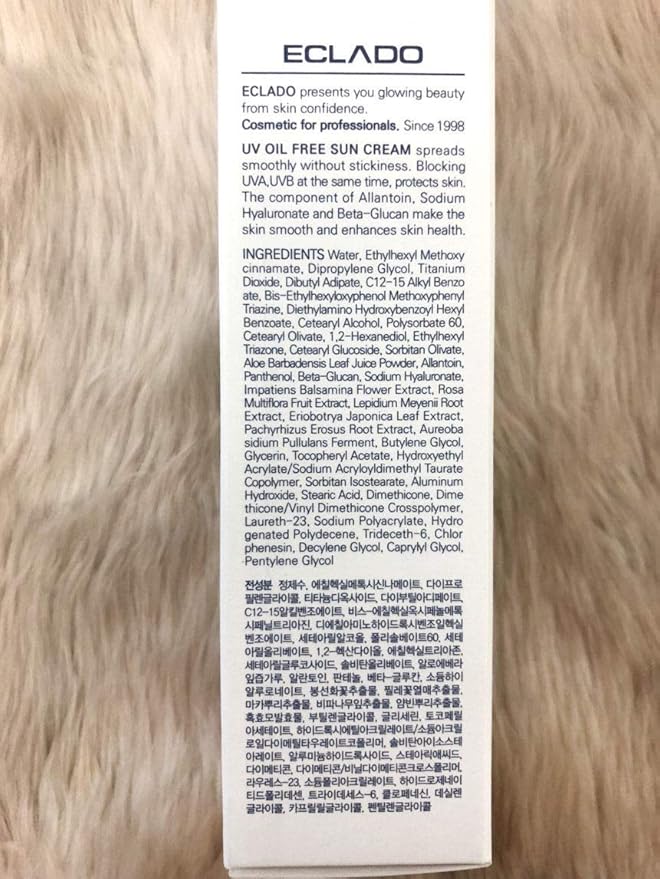 ECLADO
ECLADO presents you glowing beauty
from skin confidence.
Cosmetic for professionals. Since 1998
UV OIL FREE SUN CREAM spreads
smoothly without stickiness. Blocking
UVA,UVB at the same time, protects skin.
The component of Allantoin, Sodium
Hyaluronate and Beta-Glucan make the
skin smooth and enhances skin health.
INGREDIENTS Water, Ethylhexyl Methoxy
cinnamate, Dipropylene Glycol, Titanium
Dioxide, Dibutyl Adipate, C12-15 Alkyl Benzo
ate, Bis-Ethylhexyloxyphenol Methoxyphenyl
Triazine, Diethylamino Hydroxybenzoyl Hexyl
Benzoate, Cetearyl Alcohol, Polysorbate 60,
Cetearyl Olivate, 1,2-Hexanediol, Ethylhexyl
Triazone, Cetearyl Glucoside, Sorbitan Olivate,
Aloe Barbadensis Leaf Juice Powder, Allantoin,
Panthenol, Beta-Glucan, Sodium Hyaluronate,
Impatiens Balsamina Flower Extract, Rosa
Multiflora Fruit Extract, Lepidium Meyenii Root
Extract, Eriobotrya Japonica Leaf Extract,
Pachyrhizus Erosus Root Extract, Aureoba
sidium Pullulans Ferment, Butylene Glycol,
Glycerin, Tocopheryl Acetate, Hydroxyethyl
Acrylate/Sodium Acryloyldimethyl Taurate
Copolymer, Sorbitan Isostearate, Aluminum
Hydroxide, Stearic Acid, Dimethicone, Dime
thicone/Vinyl Dimethicone Crosspolymer,
Laureth-23, Sodium Polyacrylate, Hydro
genated Polydecene, Trideceth-6, Chlor
phenesin, Decylene Glycol, Caprylyl Glycol,
Pentylene Glycol
전성분 정제수, 에칠헥실메톡시신나메이트, 다이프로
필렌글라이콜, 티타늄디옥사이드, 다이부틸아디페이트,
C12-15알킬벤조에이트, 비스-에칠헥실옥시페놀메톡
시페닐트리아진, 디에칠아미노하이드록시벤조일헥실
벤조에이트, 세테아릴알코올, 폴리솔베이트60, 세테
아릴올리베이트, 1,2-헥산다이올, 에칠헥실트리아존,
세테아릴글루코사이드, 솔비탄올리베이트, 알로에베라
잎즙가루, 알란토인, 판테놀, 베타-글루칸, 소듐하이
알루로네이트, 봉선화꽃추출물, 찔레꽃열매추출물,
마카뿌리추출물, 비파나무잎추출물, 얌빈뿌리추출물,
흑효모발효물, 부틸렌글라이콜, 글리세린, 토코페릴
아세테이트, 하이드록시에틸아크릴레이트/소듐아크릴
로일다이메틸타우레이트코폴리머, 솔비탄아이소스테
아레이트, 알루미늄하이드록사이드, 스테아릭애씨드,
다이메티콘, 다이메티콘/비닐다이메티콘크로스폴리머,
라우레스-23, 소듐폴리아크릴레이트, 하이드로제네이
티드폴리데센, 트라이데세스-6, 클로페네신, 데실렌
글라이콜, 카프릴릴글라이콜, 펜틸렌글라이콜